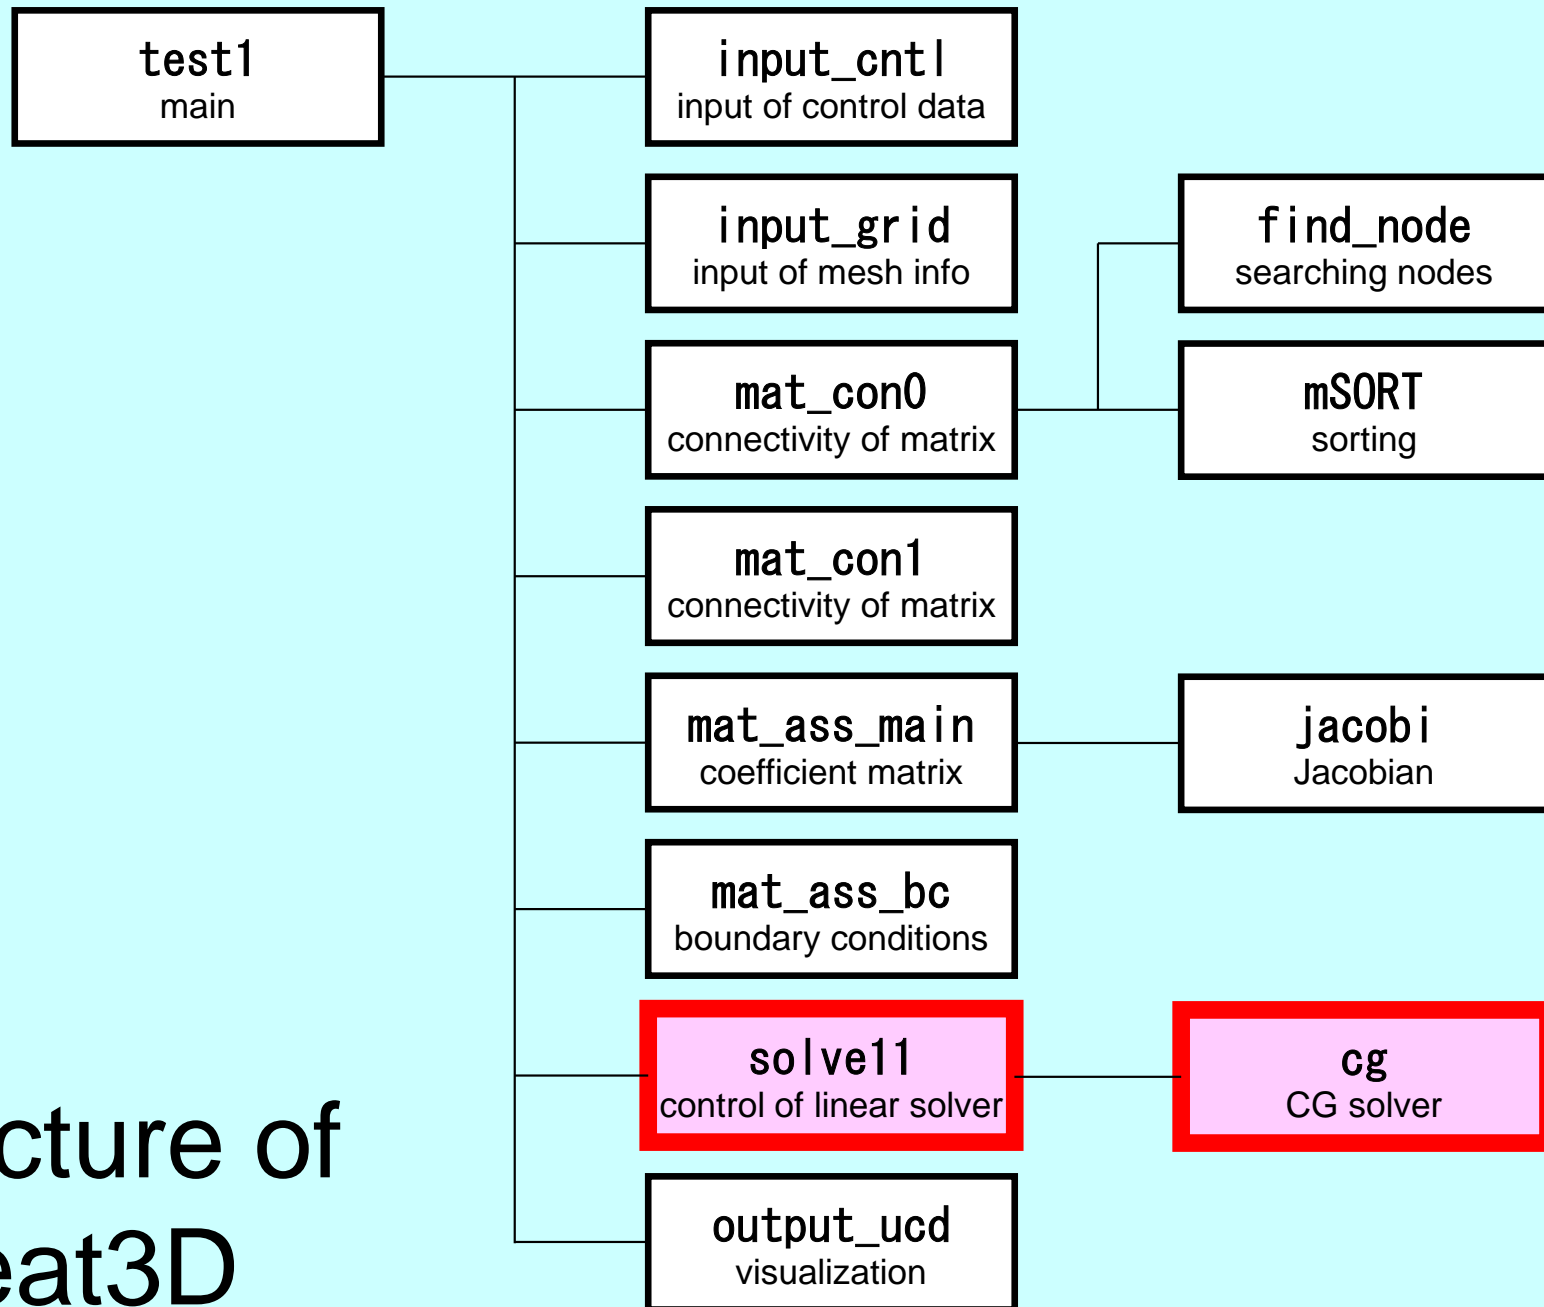 test1
main
input_cntl
input of control data
input_grid
input of mesh info
find_node
searching nodes
mat_con0
connectivity of matrix
mSORT
sorting
mat_con1
connectivity of matrix
mat_ass_main
coefficient matrix
jacobi
Jacobian
mat_ass_bc
boundary conditions
solve11
control of linear solver
cg
CG solver
output_ucd
visualization
cture of
eat3D